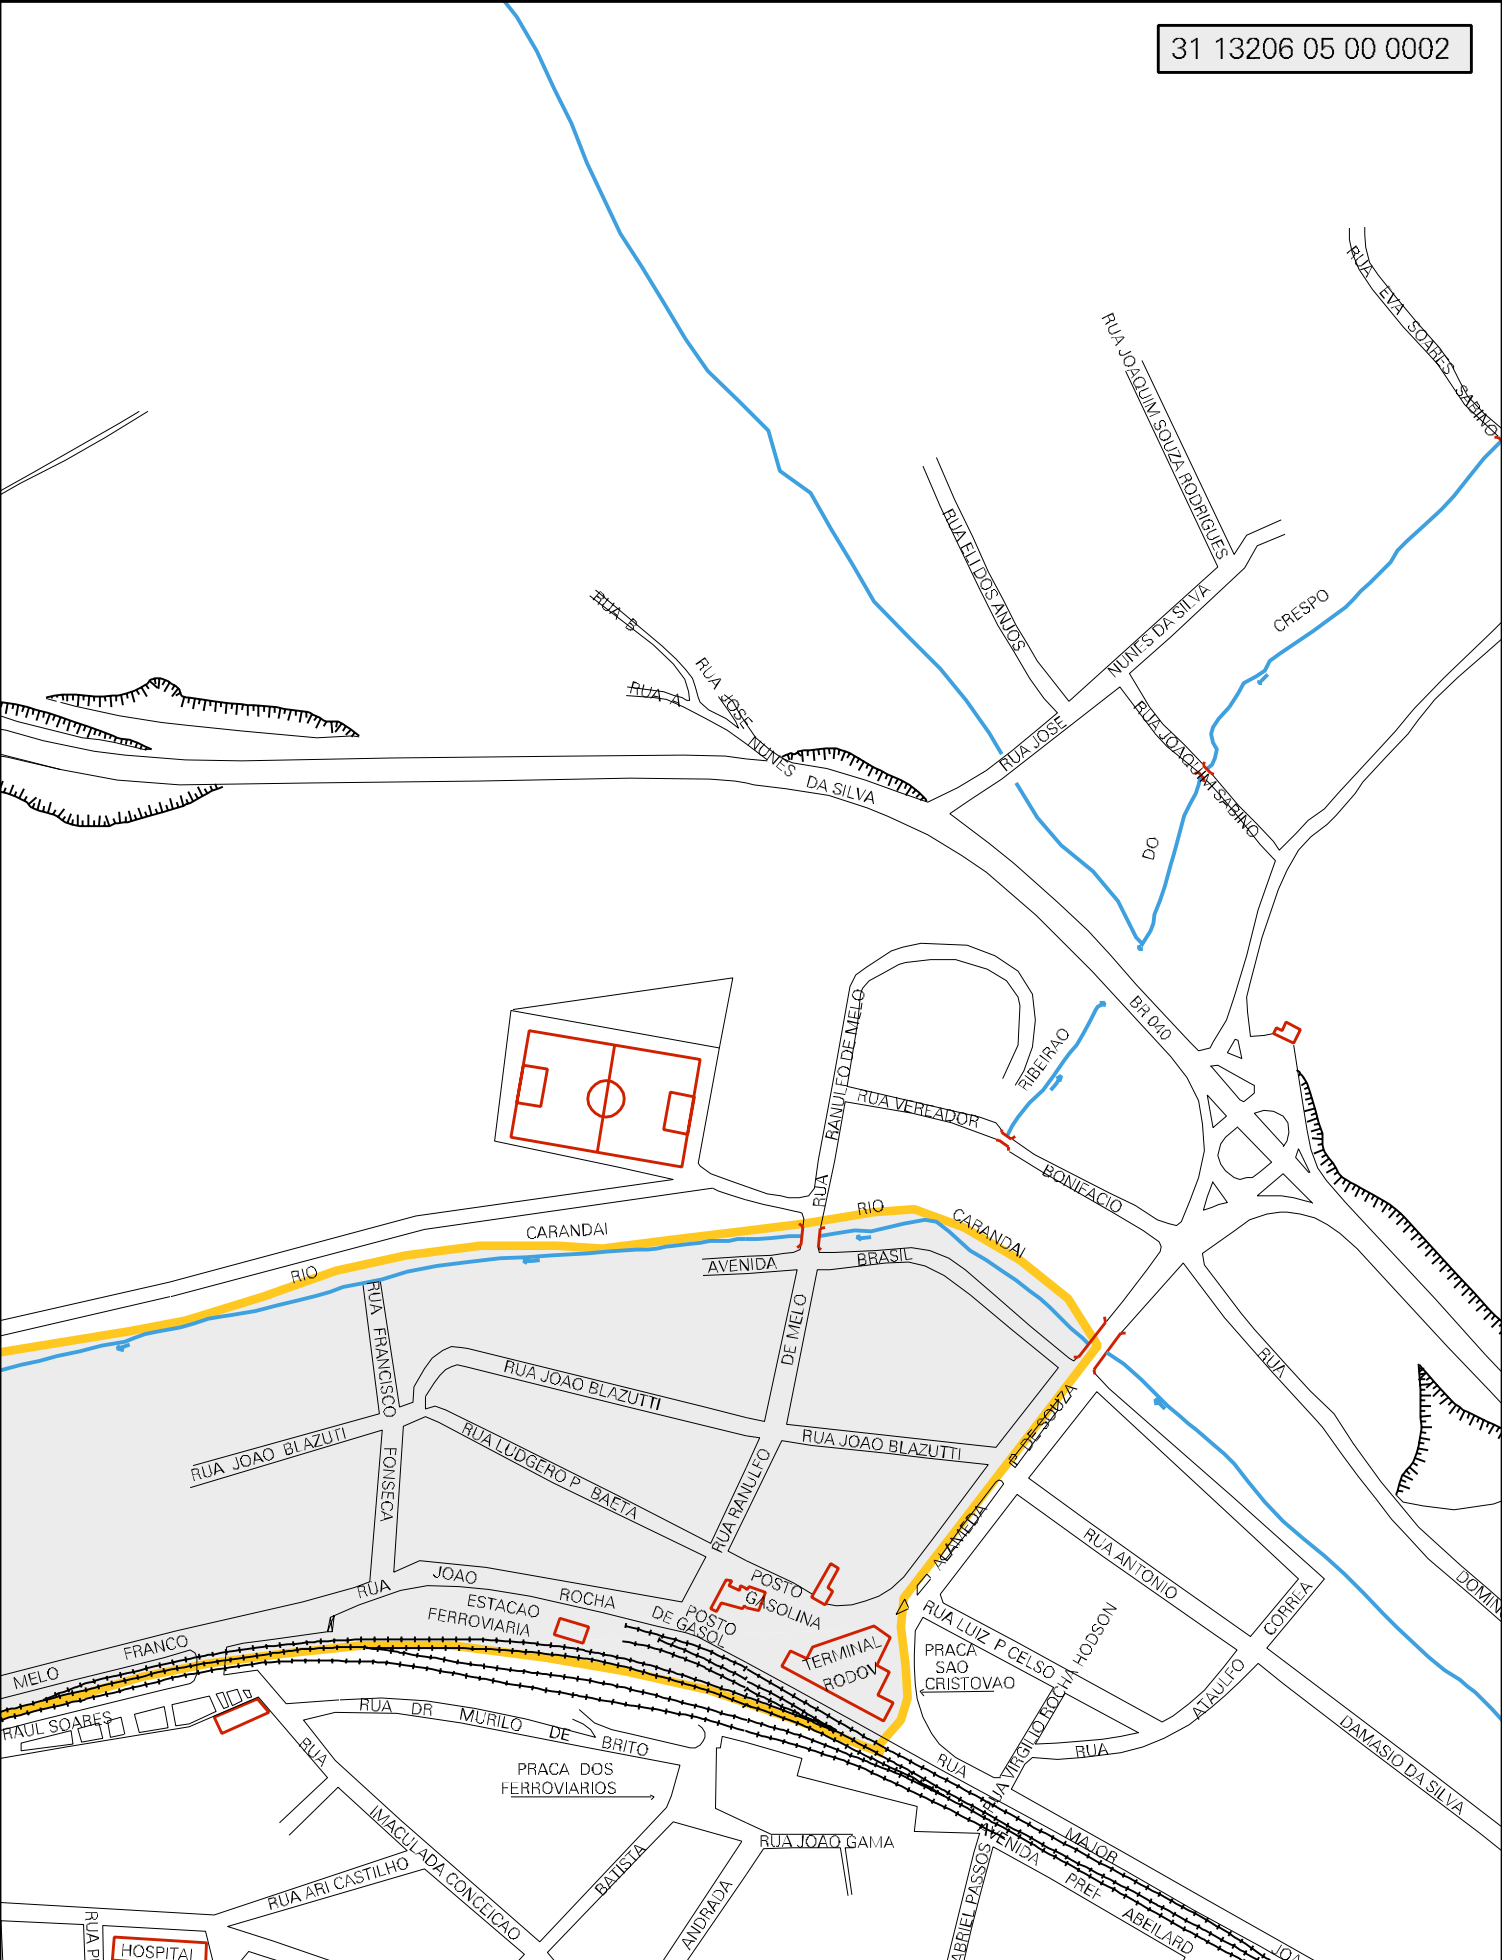 31 13206 05 00 0002
RUA EVA SOARES SABINO
RUA JOAQUIM SOUZA RODRIGUES
RUA ELI DOS ANJOS
NUNES DA SILVA
CRESPO
RUA B
RUA A
RUA JOSE
NUNES
DA SILVA
RUA JOSE
RUA JOAQUIM SABINO
DO
BR 040
RIBEIRAO
RANULFO DE MELO
RUA
RUA VEREADOR
BONIFACIO
RIO
CARANDAI
RIO
CARANDAI
AVENIDA
BRASIL
RUA FRANCISCO
FONSECA
DE MELO
RUA JOAO BLAZUTTI
RUA JOAO BLAZUTI
RUA LUDGERO P BAETA
RUA JOAO BLAZUTTI
RUA RANULFO
P DE SOUZA
ALAMEDA
RUA
DOMIN
RUA ANTONIO
CORREA
RUA
JOAO
ROCHA
ESTACAO
FERROVIARIA
POSTO
DE GASOL
POSTO
GASOLINA
TERMINAL
RODOV
RUA LUIZ P CELSO
PRACA
SAO
CRISTOVAO
RUA VIRGILIO ROCHA HODSON
ATAULFO
RUA
DAMASIO DA SILVA
MELO
FRANCO
RAUL SOARES
RUA DR MURILO DE
BRITO
RUA
PRACA DOS
FERROVIARIOS
RUA
MAJOR
AVENIDA
PREF
ABEILARD
IMACULADA CONCEICAO
RUA ARI CASTILHO
BATISTA
ANDRADA
RUA JOAO GAMA
ABRIEL PASSOS
RUA P
HOSPITAL
JOA